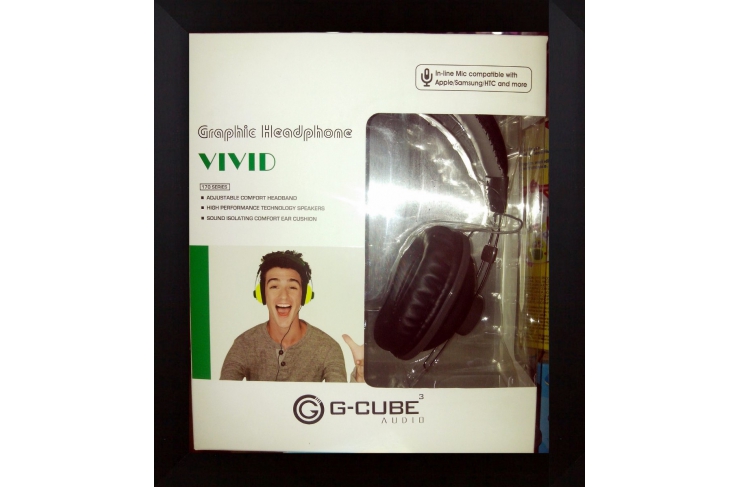 In-line Mic compatible with
Apple/Samsung/HTC and more
Graphic Headphone
VIVID
170 SERIES
ADJUSTABLE COMFORT HEADBAND
HIGH PERFORMANCE TECHNOLOGY SPEAKERS
SOUND ISOLATING COMFORT EAR CUSHION
G-CUBE³
AUDIO